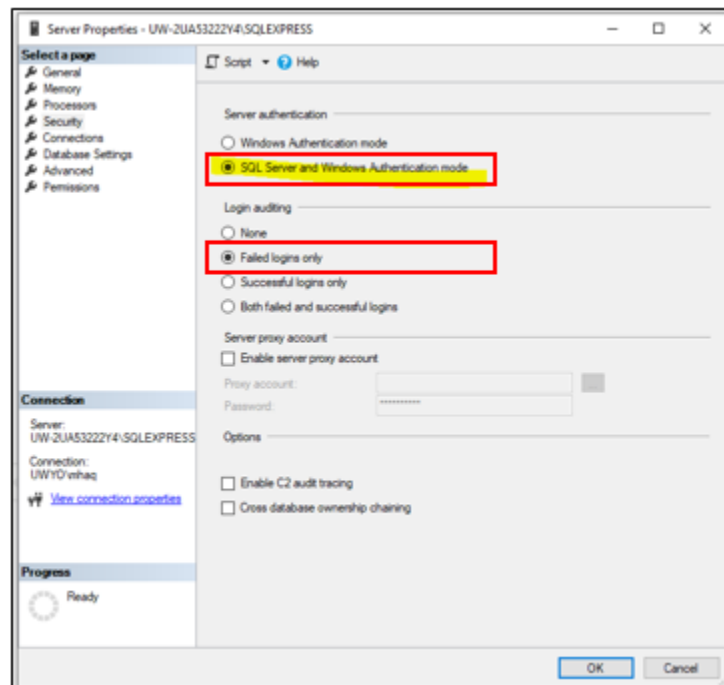 Server Properties - UW-2UA53222Y4\SQLEXPRESS
Select a page
General
Memory
Processors
Security
Connections
Database Settings
Advanced
Permissions
Script
Help
Server authentication
Windows Authentication mode
SQL Server and Windows Authentication mode
Login auditing
None
Failed logins only
Successful logins only
Both failed and successful logins
Server proxy account
Enable server proxy account
Proxy account:
...
Password:
**********
Options
Enable C2 audit tracing
Cross database ownership chaining
Connection
Server:
UW-2UA53222Y4\SQLEXPRESS
Connection:
UWYO\mhaq
View connection properties
Progress
Ready
OK
Cancel